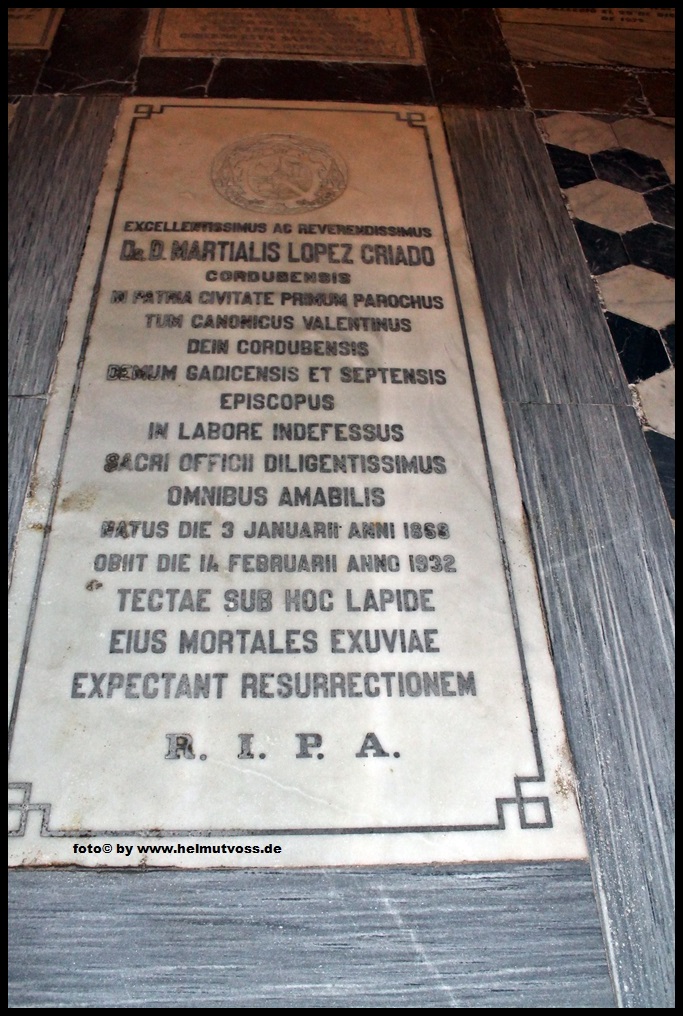 EXCELLENTISSIMUS AC REVERENDISSIMUS
DR. D. MARTIALIS LOPEZ CRIADO
CORDUBENSIS
IN PATRIA CIVITATE PRIMUM PAROCHUS
TUM CANONICUS VALENTINUS
DEIN CORDUBENSIS
DEMUM GADICENSIS ET SEPTENSIS
EPISCOPUS
IN LABORE INDEFESSUS
SACRI OFFICII DILIGENTISSIMUS
OMNIBUS AMABILIS
NATUS DIE 3 JANUARII ANNI 1868
OBIIT DIE 14 FEBRUARII ANNO 1932
TECTAE SUB HOC LAPIDE
EIUS MORTALES EXUVIAE
EXPECTANT RESURRECTIONEM
R. I. P. A.
foto© by www.helmutvoss.de